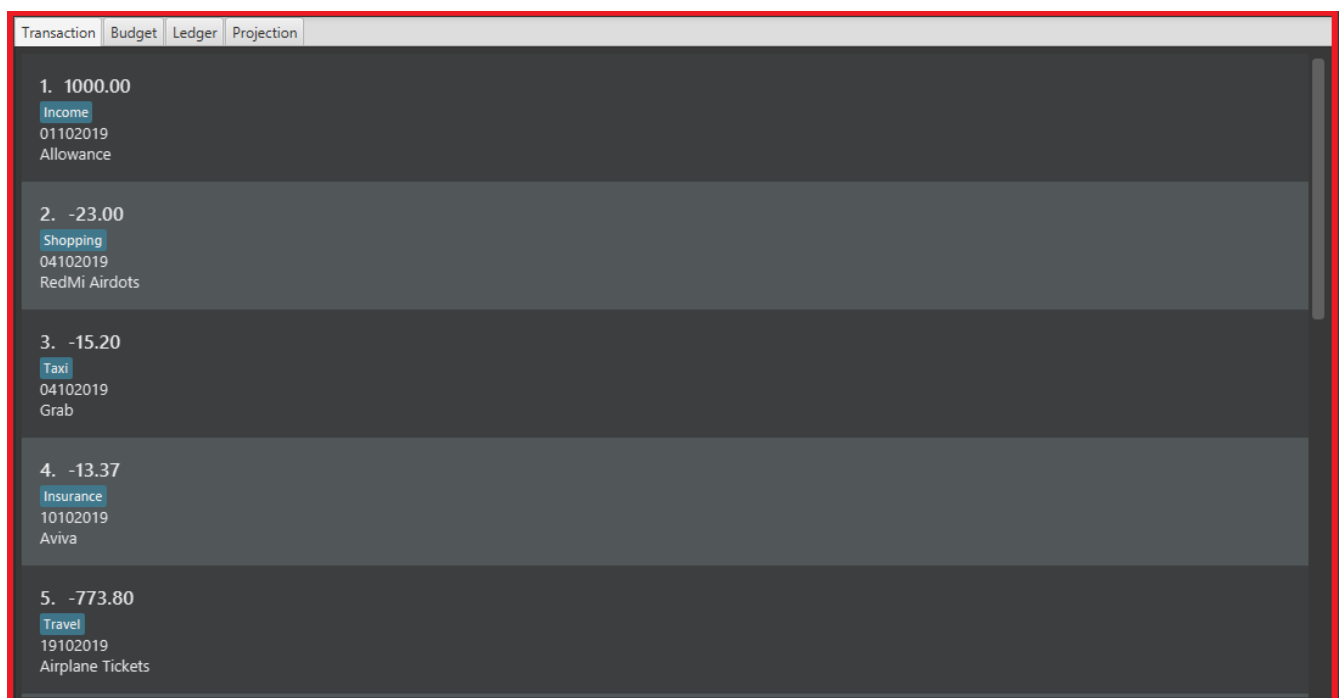 Transaction Budget Ledger Projection
1. 1000.00
Income
01102019
Allowance
2. -23.00
Shopping
04102019
RedMi Airdots
3. -15.20
Taxi
04102019
Grab
4. -13.37
Insurance
10102019
Aviva
5. -773.80
Travel
19102019
Airplane Tickets